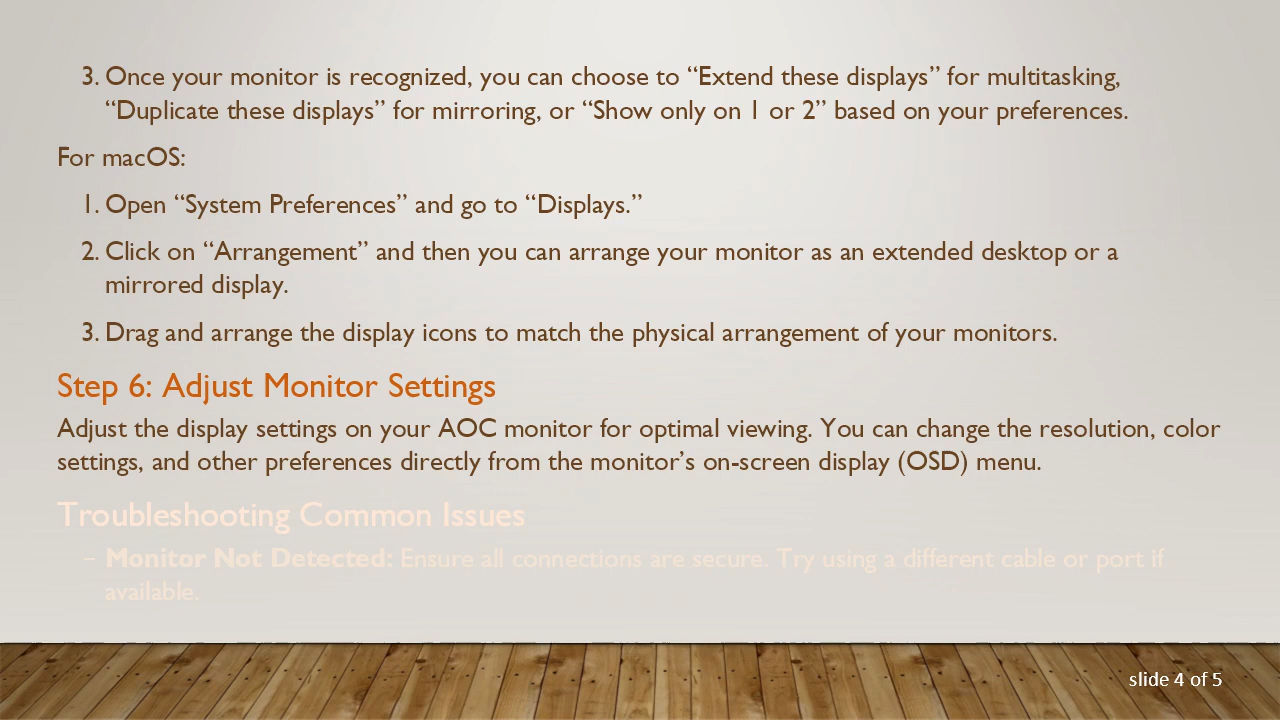 3. Once your monitor is recognized, you can choose to “Extend these displays” for multitasking,
“Duplicate these displays” for mirroring, or “Show only on 1 or 2” based on your preferences.
For macOS:
1. Open “System Preferences” and go to “Displays.”
2. Click on “Arrangement” and then you can arrange your monitor as an extended desktop or a
mirrored display.
3. Drag and arrange the display icons to match the physical arrangement of your monitors.
Step 6: Adjust Monitor Settings
Adjust the display settings on your AOC monitor for optimal viewing. You can change the resolution, color
settings, and other preferences directly from the monitor’s on-screen display (OSD) menu.
Troubleshooting Common Issues
– Monitor Not Detected: Ensure all connections are secure. Try using a different cable or port if
available.
slide 4 of 5